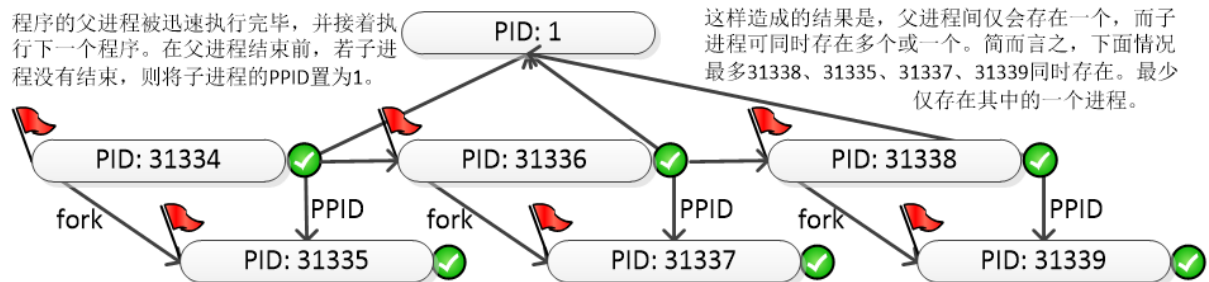 程序的父进程被迅速执行完毕，并接着执
行下一个程序。在父进程结束前，若子进
程没有结束，则将子进程的PPID置为1。
PID: 1
这样造成的结果是，父进程间仅会存在一个，而子
进程可同时存在多个或一个。简而言之，下面情况
最多31338、31335、31337、31339同时存在。最少
仅存在其中的一个进程。
PID: 31334
PID: 31336
PID: 31338
fork
PPID
fork
PPID
fork
PPID
PID: 31335
PID: 31337
PID: 31339